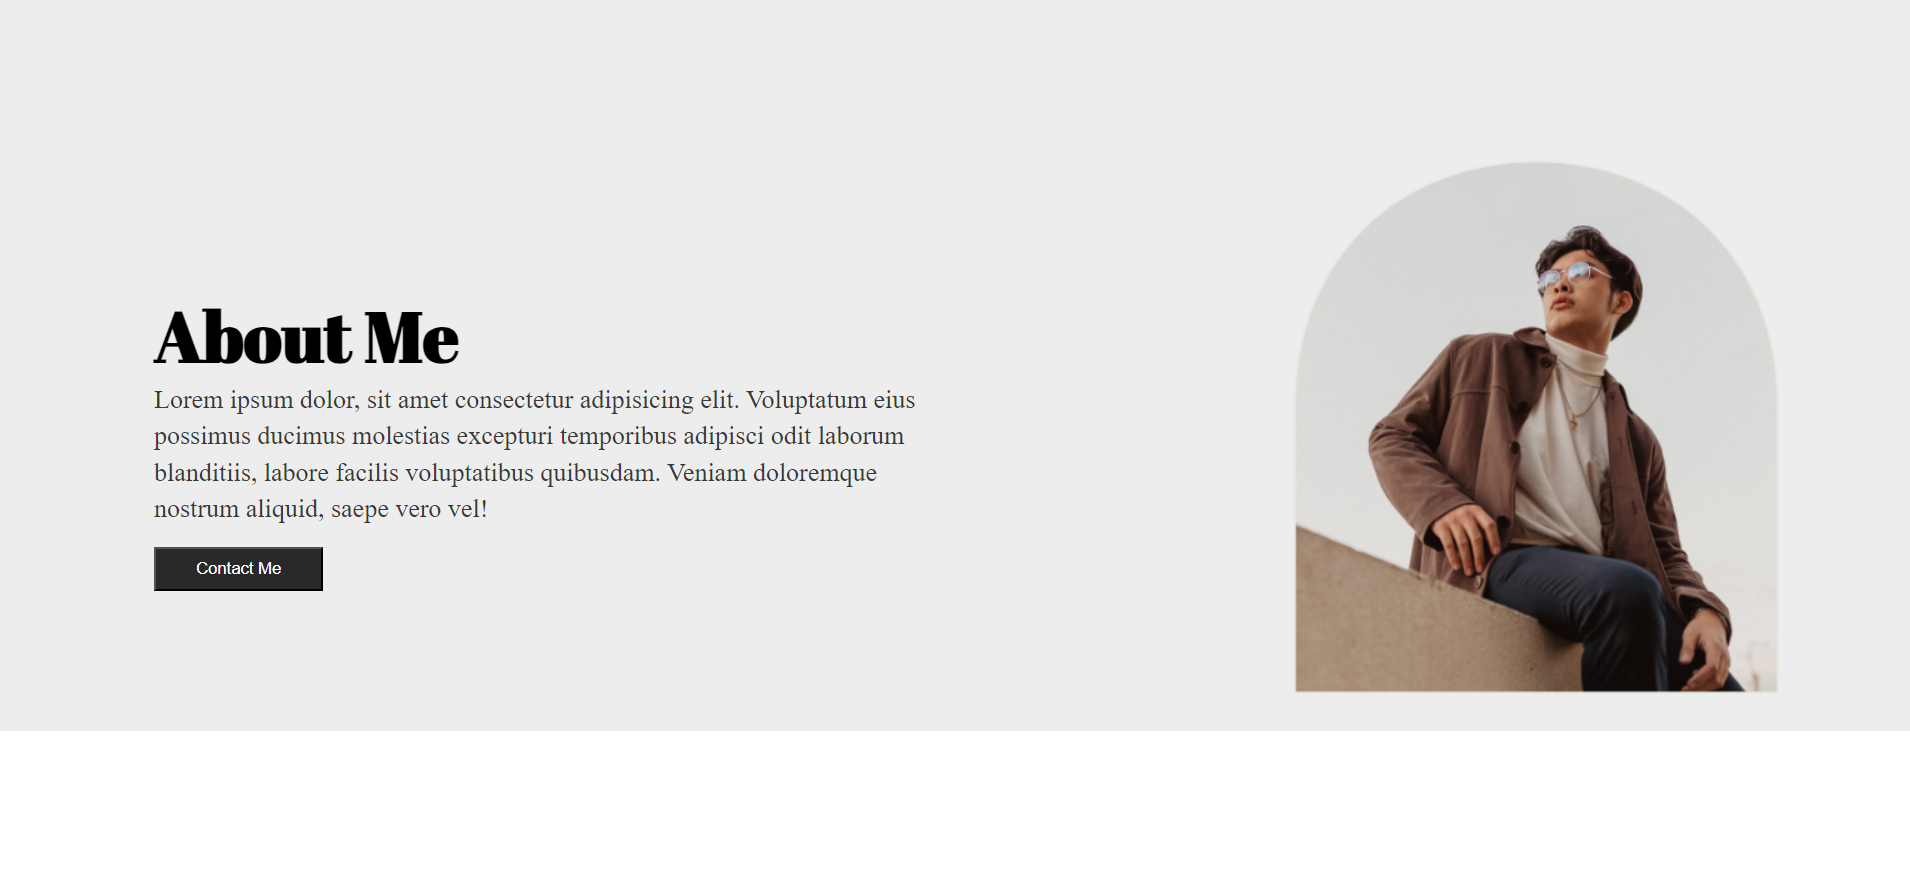 About Me
Lorem ipsum dolor, sit amet consectetur adipisicing elit. Voluptatum eius
possimus ducimus molestias excepturi temporibus adipisci odit laborum
blanditiis, labore facilis voluptatibus quibusdam. Veniam doloremque
nostrum aliquid, saepe vero vel!
Contact Me